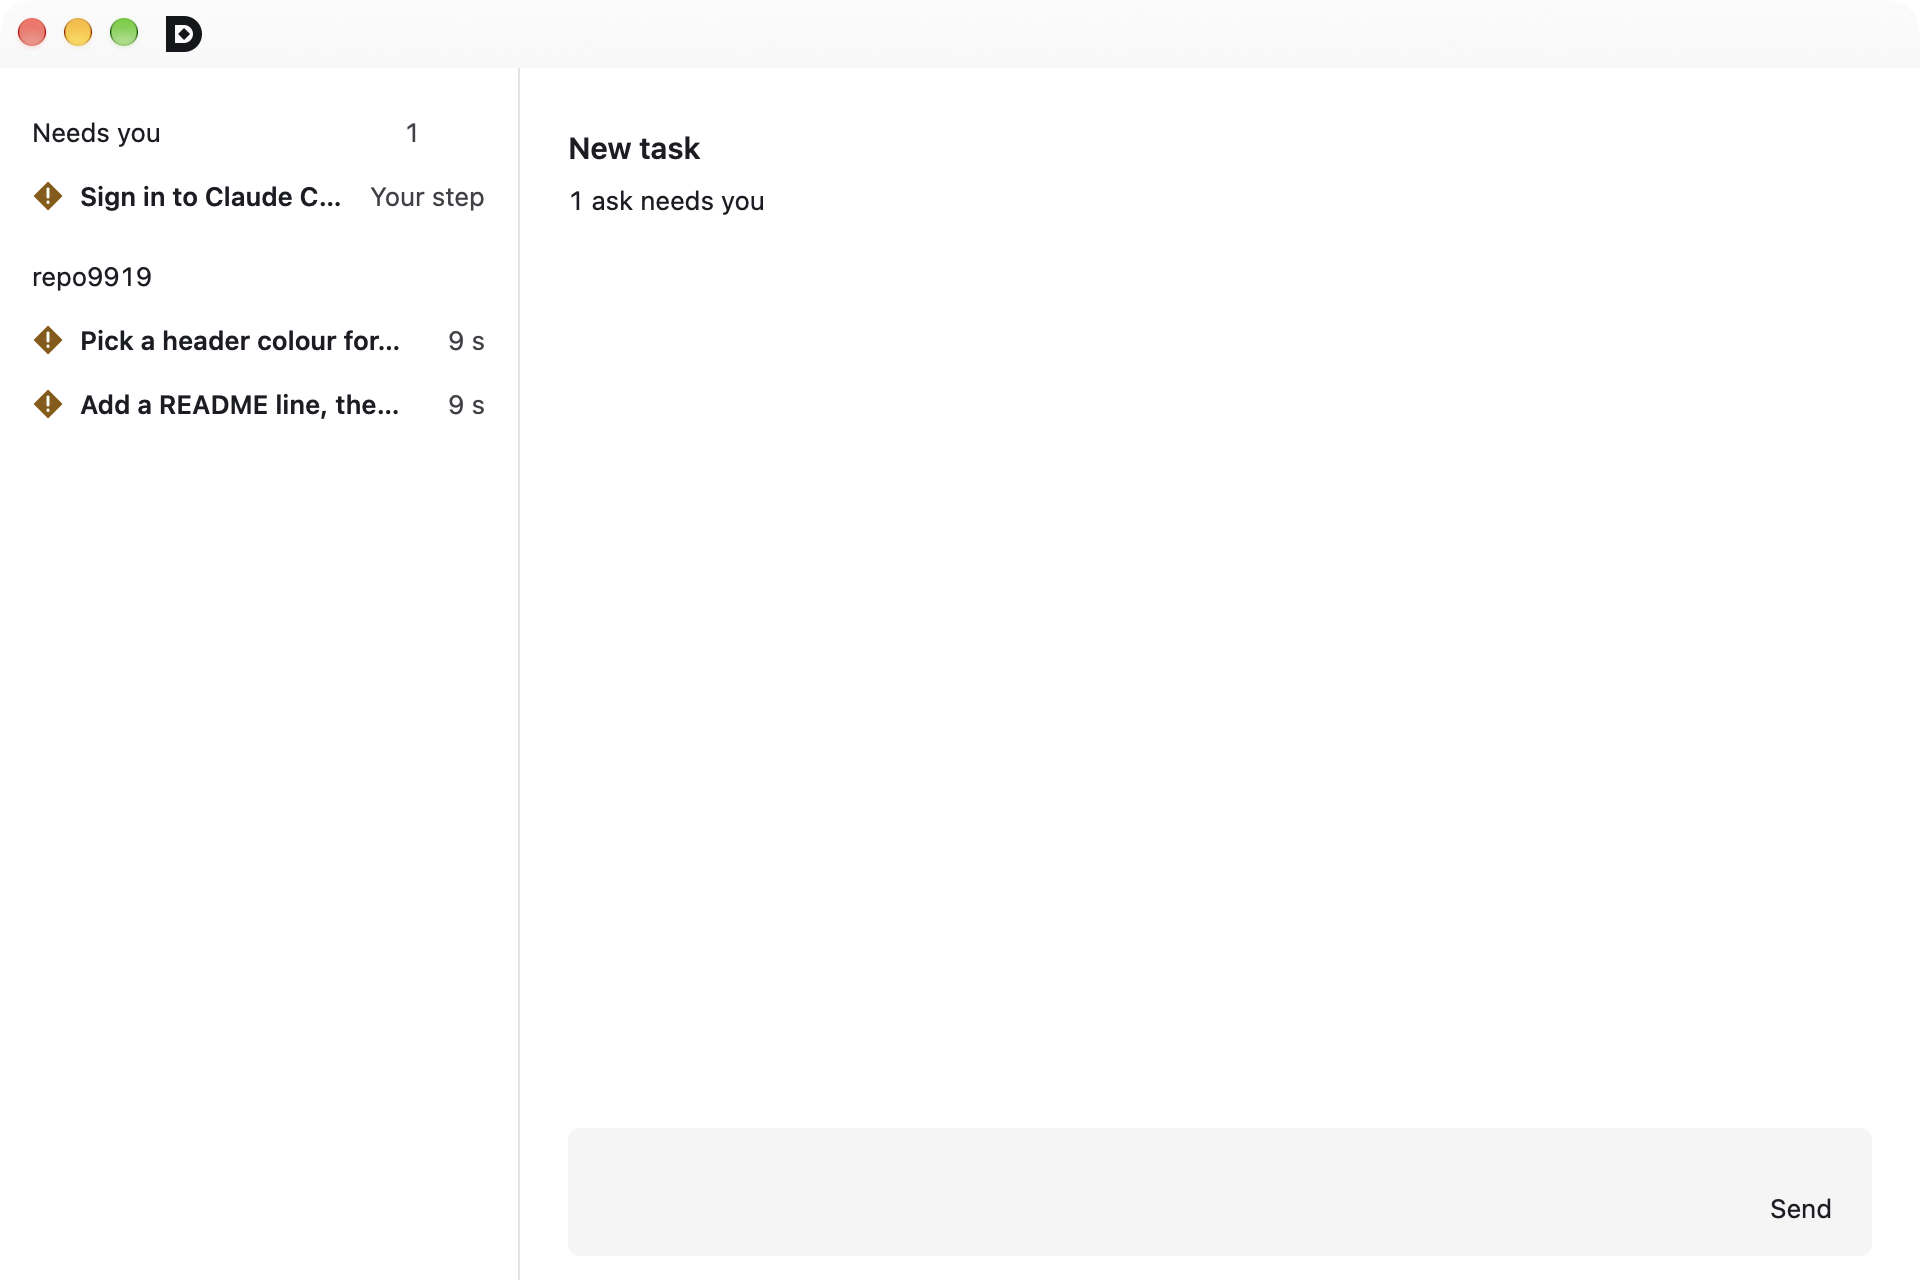 Needs you 1
Sign in to Claude C... Your step
repo9919
Pick a header colour for... 9 s
Add a README line, the... 9 s
New task
1 ask needs you
Send